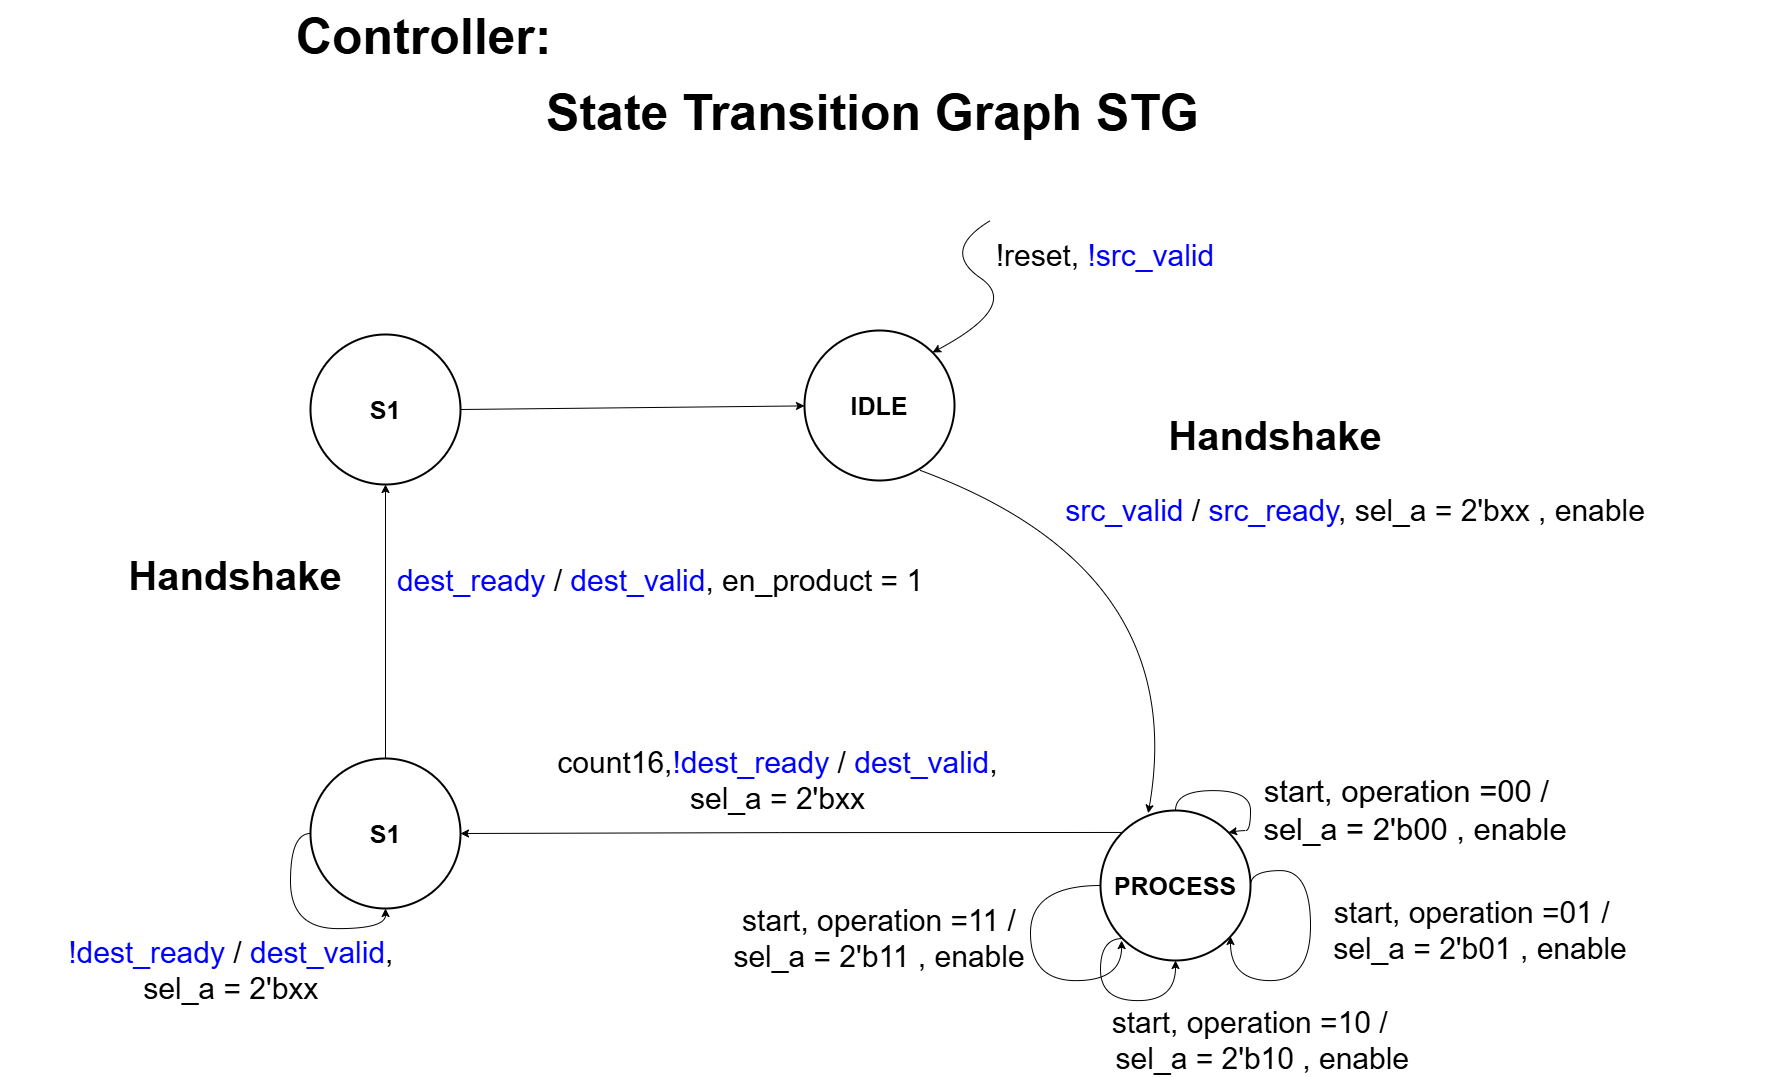 Controller:
State Transition Graph STG
!reset, !src_valid
S1
IDLE
Handshake
src_valid / src_ready, sel_a = 2'bxx , enable
Handshake
dest_ready / dest_valid, en_product = 1
count16,!dest_ready / dest_valid,
sel_a = 2'bxx
start, operation =00 /
sel_a = 2'b00 , enable
S1
PROCESS
start, operation =11 /
sel_a = 2'b11 , enable
start, operation =01 /
sel_a = 2'b01 , enable
!dest_ready / dest_valid,
sel_a = 2'bxx
start, operation =10 /
sel_a = 2'b10 , enable